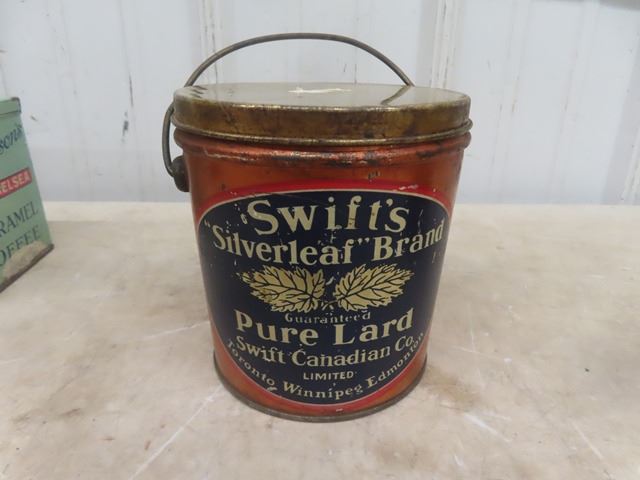 Swift's
"Silverleaf" Brand
Guaranteed
Pure Lard
Swift Canadian Co.
LIMITED
Toronto Winnipeg Edmonton